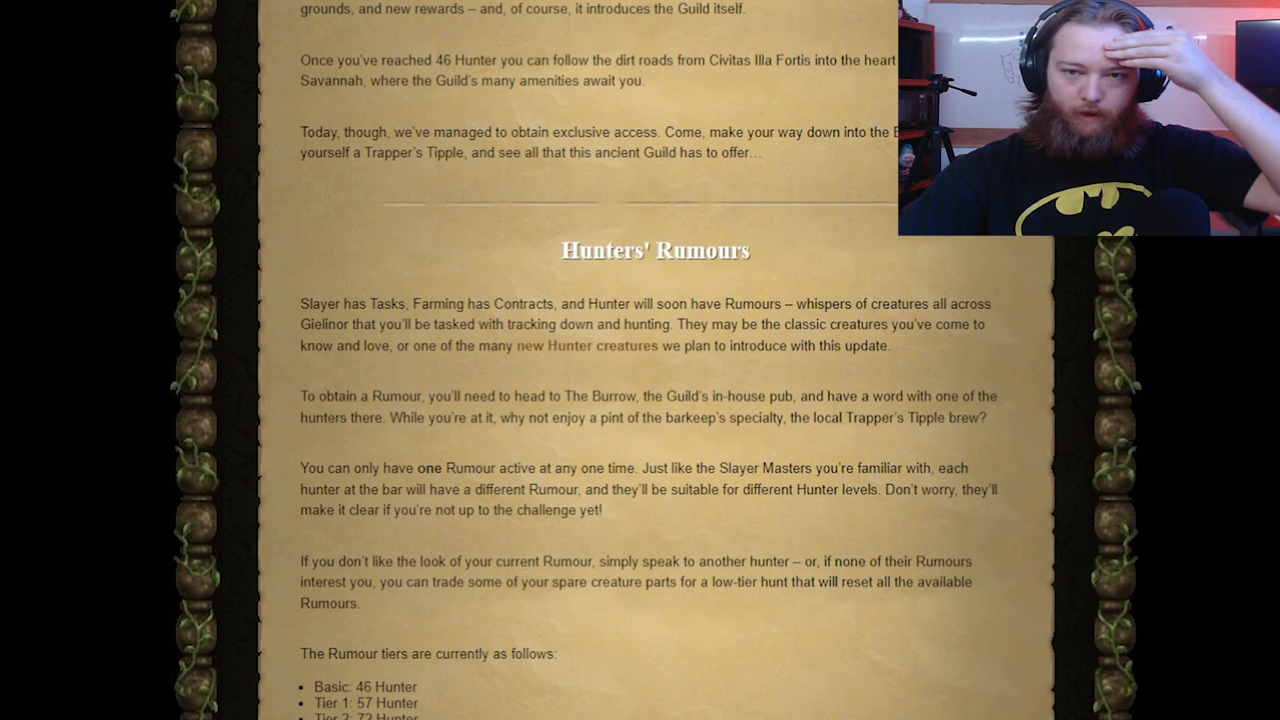 grounds, and new rewards – and, of course, it introduces the Guild itself.
Once you've reached 46 Hunter you can follow the dirt roads from Civitas Illa Fortis into the heart
Savannah, where the Guild's many amenities await you.
Today, though, we've managed to obtain exclusive access. Come, make your way down into the
yourself a Trapper's Tipple, and see all that this ancient Guild has to offer…
Hunters' Rumours
Slayer has Tasks, Farming has Contracts, and Hunter will soon have Rumours – whispers of creatures all across
Gielinor that you'll be tasked with tracking down and hunting. They may be the classic creatures you've come to
know and love, or one of the many new Hunter creatures we plan to introduce with this update.
To obtain a Rumour, you'll need to head to The Burrow, the Guild's in-house pub, and have a word with one of the
hunters there. While you're at it, why not enjoy a pint of the barkeep's specialty, the local Trapper's Tipple brew?
You can only have one Rumour active at any one time. Just like the Slayer Masters you're familiar with, each
hunter at the bar will have a different Rumour, and they'll be suitable for different Hunter levels. Don't worry, they'll
make it clear if you're not up to the challenge yet!
If you don't like the look of your current Rumour, simply speak to another hunter – or, if none of their Rumours
interest you, you can trade some of your spare creature parts for a low-tier hunt that will reset all the available
Rumours.
The Rumour tiers are currently as follows:
• Basic: 46 Hunter
• Tier 1: 57 Hunter
• Tier 2: 72 Hunter